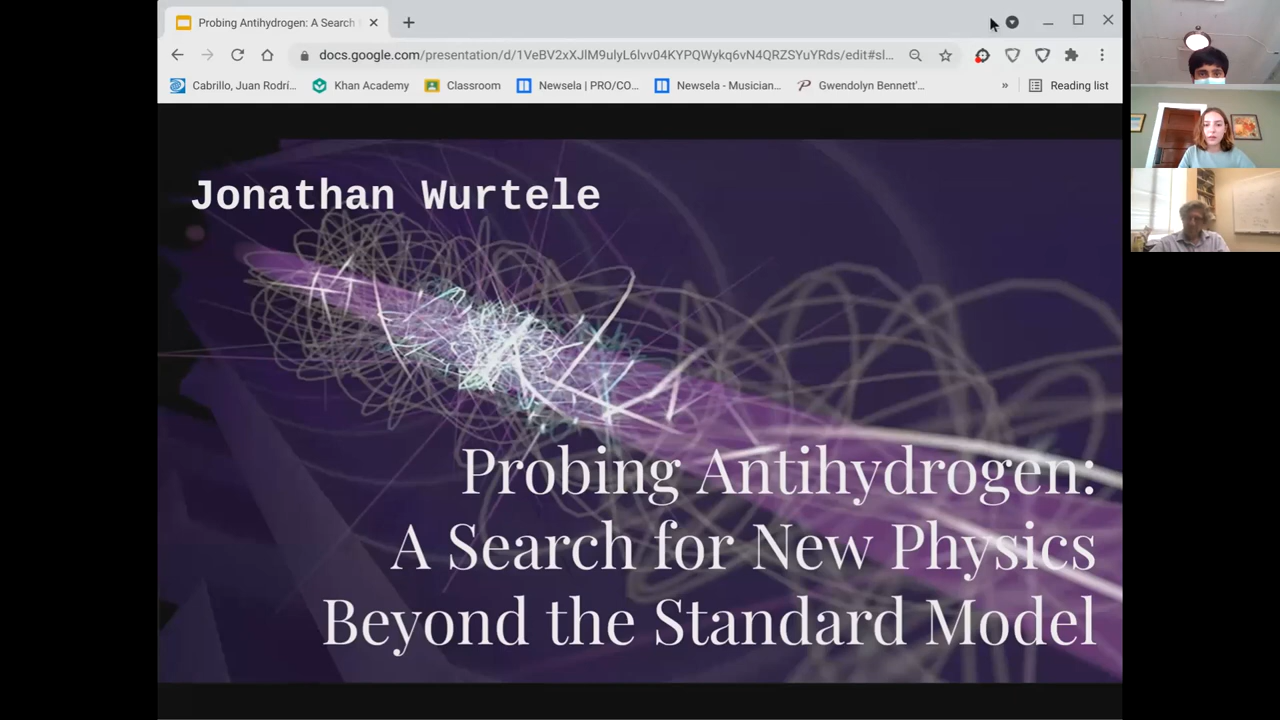 Probing Antihydrogen: A Search
docs.google.com/presentation/d/1VeBV2xXJlM9ulyL6lvv04KYPQWykq6vN4QRZSYuYRds/edit#sl...
Cabrillo, Juan Rodrí... Khan Academy Classroom Newsela | PRO/CO... Newsela - Musician... Gwendolyn Bennett'... » Reading list
Jonathan Wurtele
Probing Antihydrogen:
A Search for New Physics
Beyond the Standard Model